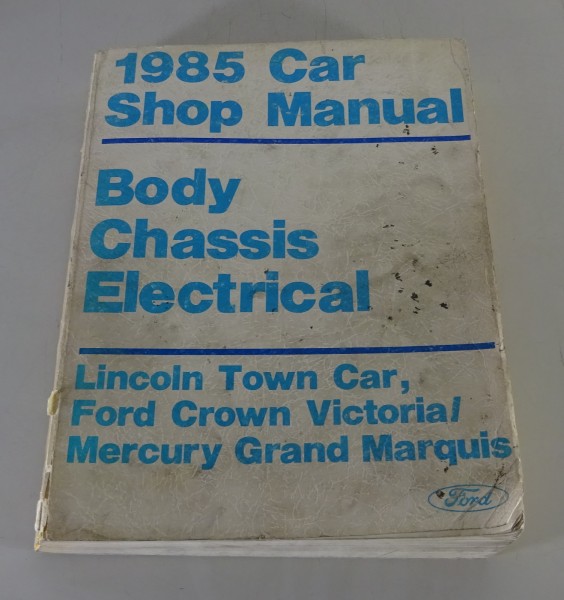 1985 Car
Shop Manual
Body
Chassis
Electrical
Lincoln Town Car,
Ford Crown Victoria/
Mercury Grand Marquis
Ford